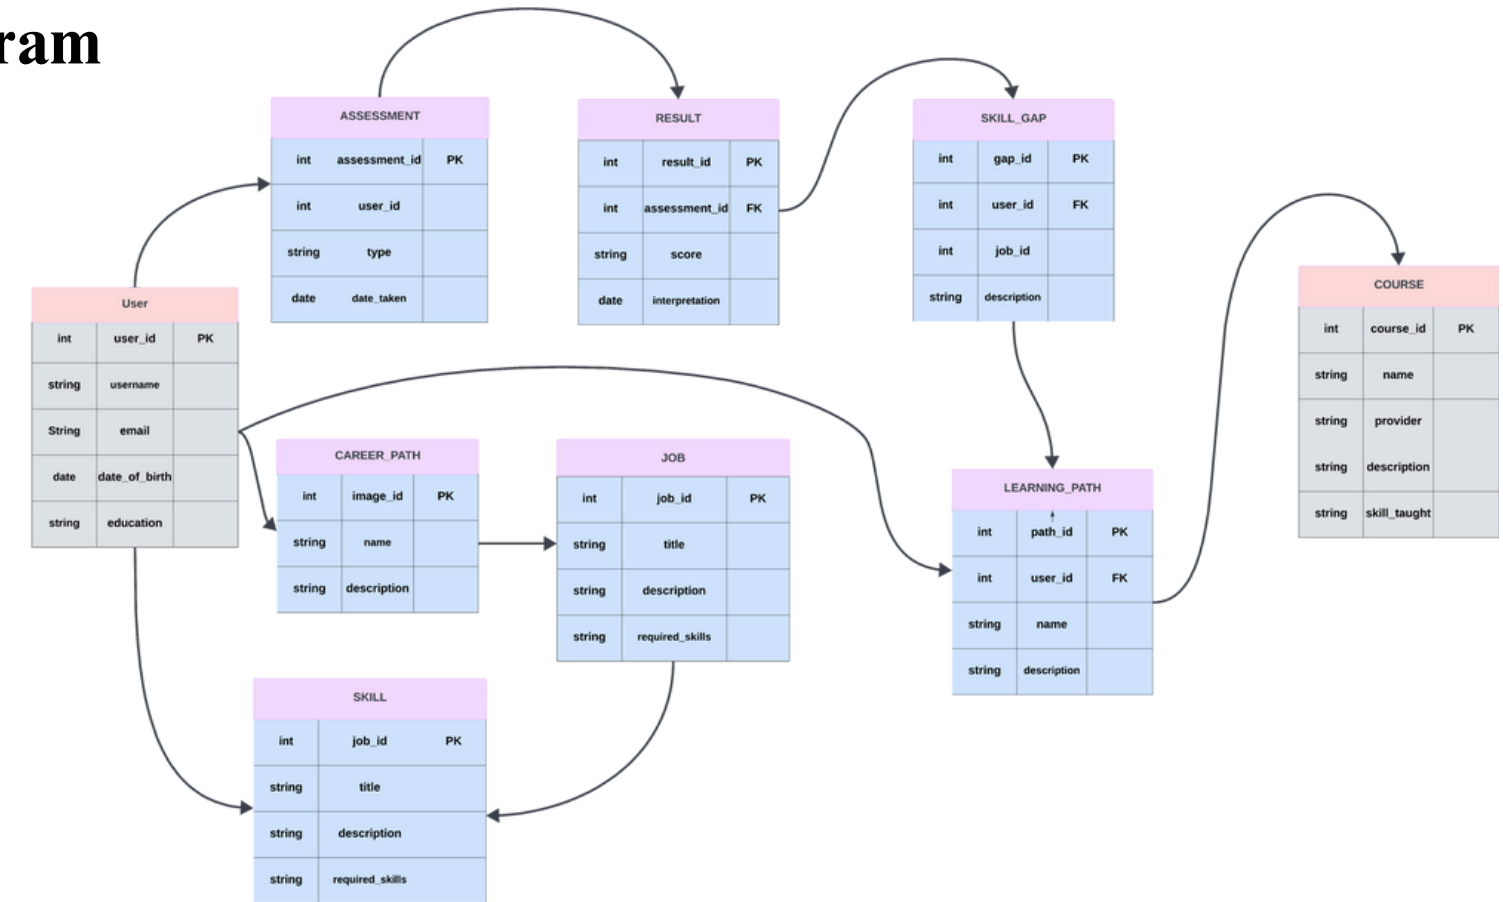 ram
ASSESSMENT
int assessment_id PK
int user_id
string type
date date_taken
RESULT
int result_id PK
int assessment_id FK
string score
date interpretation
SKILL_GAP
int gap_id PK
int user_id FK
int job_id
string description
COURSE
int course_id PK
string name
string provider
string description
string skill_taught
User
int user_id PK
string username
String email
date date_of_birth
string education
CAREER_PATH
int image_id PK
string name
string description
JOB
int job_id PK
string title
string description
string required_skills
LEARNING_PATH
int path_id PK
int user_id FK
string name
string description
SKILL
int job_id PK
string title
string description
string required_skills